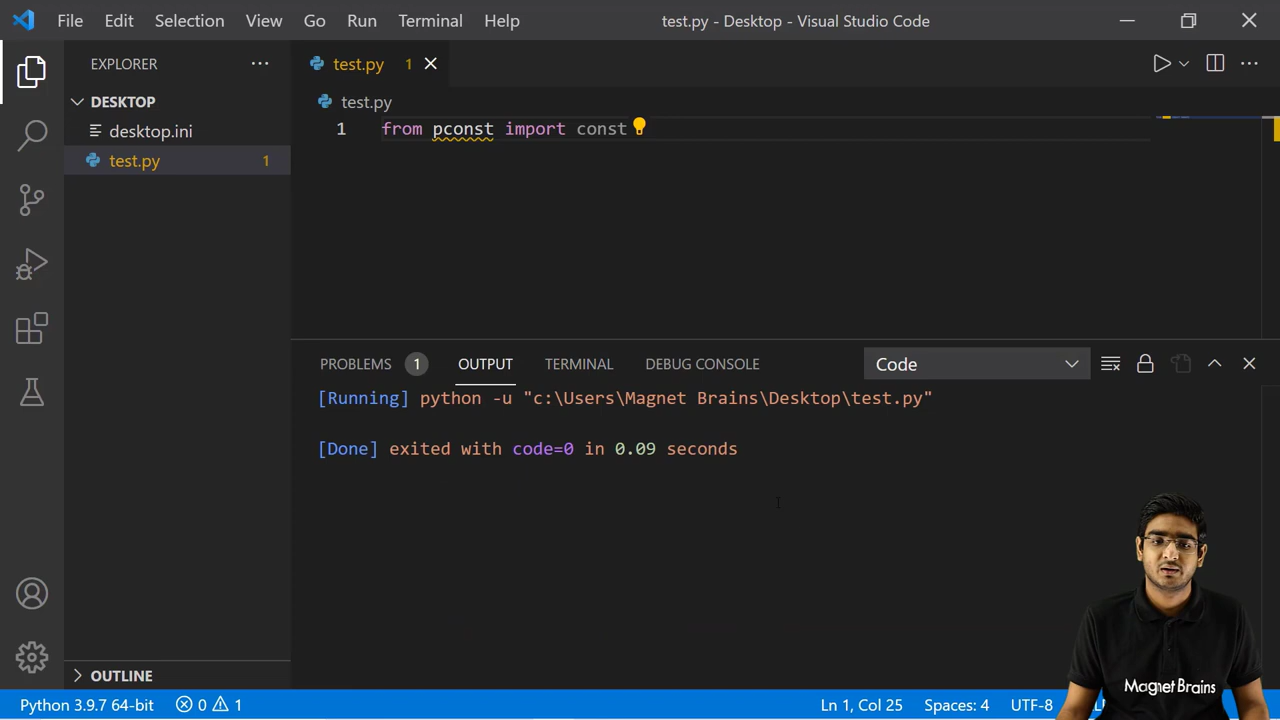 File Edit Selection View Go Run Terminal Help test.py - Desktop - Visual Studio Code
EXPLORER
test.py 1
DESKTOP
desktop.ini
test.py 1
test.py
1 from pconst import const
PROBLEMS 1 OUTPUT TERMINAL DEBUG CONSOLE Code
[Running] python -u "c:\Users\Magnet Brains\Desktop\test.py"
[Done] exited with code=0 in 0.09 seconds
OUTLINE
Magnet Brains
Python 3.9.7 64-bit 0 1 Ln 1, Col 25 Spaces: 4 UTF-8